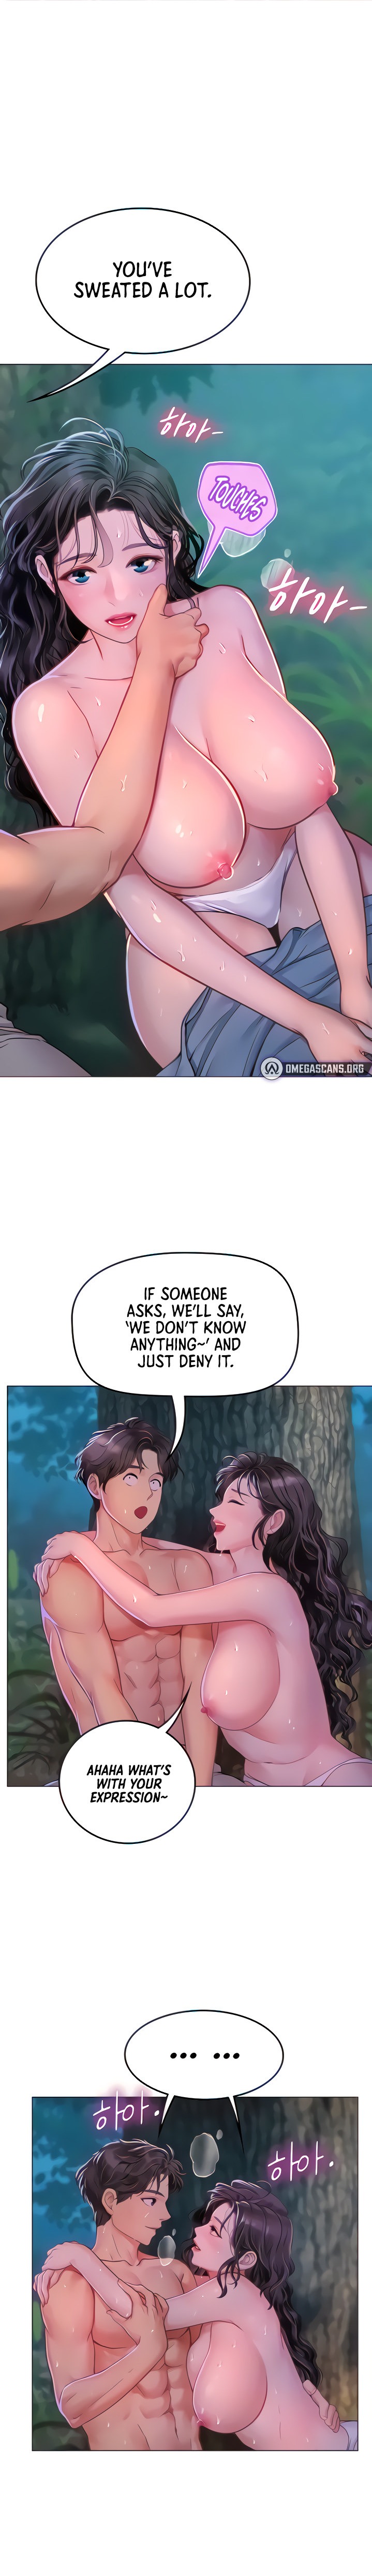 YOU'VE
SWEATED A LOT.
하아~
TOUCHES
하아~
OMEGASCANS.ORG
IF SOMEONE
ASKS, WE'LL SAY,
'WE DON'T KNOW
ANYTHING~' AND
JUST DENY IT.
AHAHA WHAT'S
WITH YOUR
EXPRESSION~
... ...
하아.
하아.